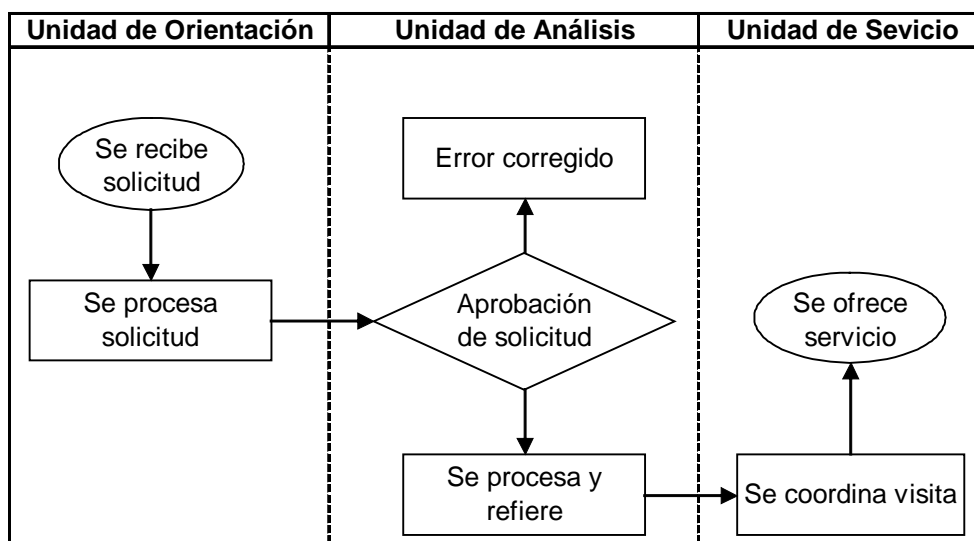 Unidad de Orientación
Unidad de Análisis
Unidad de Sevicio
Se recibe
solicitud
Se procesa
solicitud
Error corregido
Aprobación
de solicitud
Se procesa y
refiere
Se ofrece
servicio
Se coordina visita